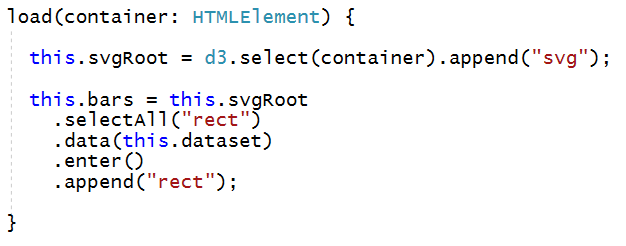 load(container: HTMLElement) {
this.svgRoot = d3.select(container).append("svg");
this.bars = this.svgRoot
.selectAll("rect")
.data(this.dataset)
.enter()
.append("rect");
}